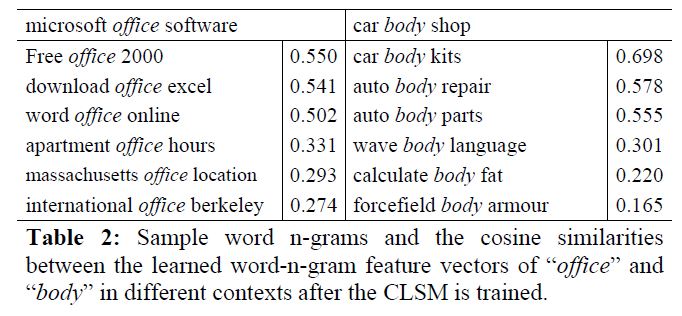 microsoft office software car body shop
Free office 2000 0.550 car body kits 0.698
download office excel 0.541 auto body repair 0.578
word office online 0.502 auto body parts 0.555
apartment office hours 0.331 wave body language 0.301
massachusetts office location 0.293 calculate body fat 0.220
international office berkeley 0.274 forcefield body armour 0.165
Table 2: Sample word n-grams and the cosine similarities
between the learned word-n-gram feature vectors of “office” and
“body” in different contexts after the CLSM is trained.